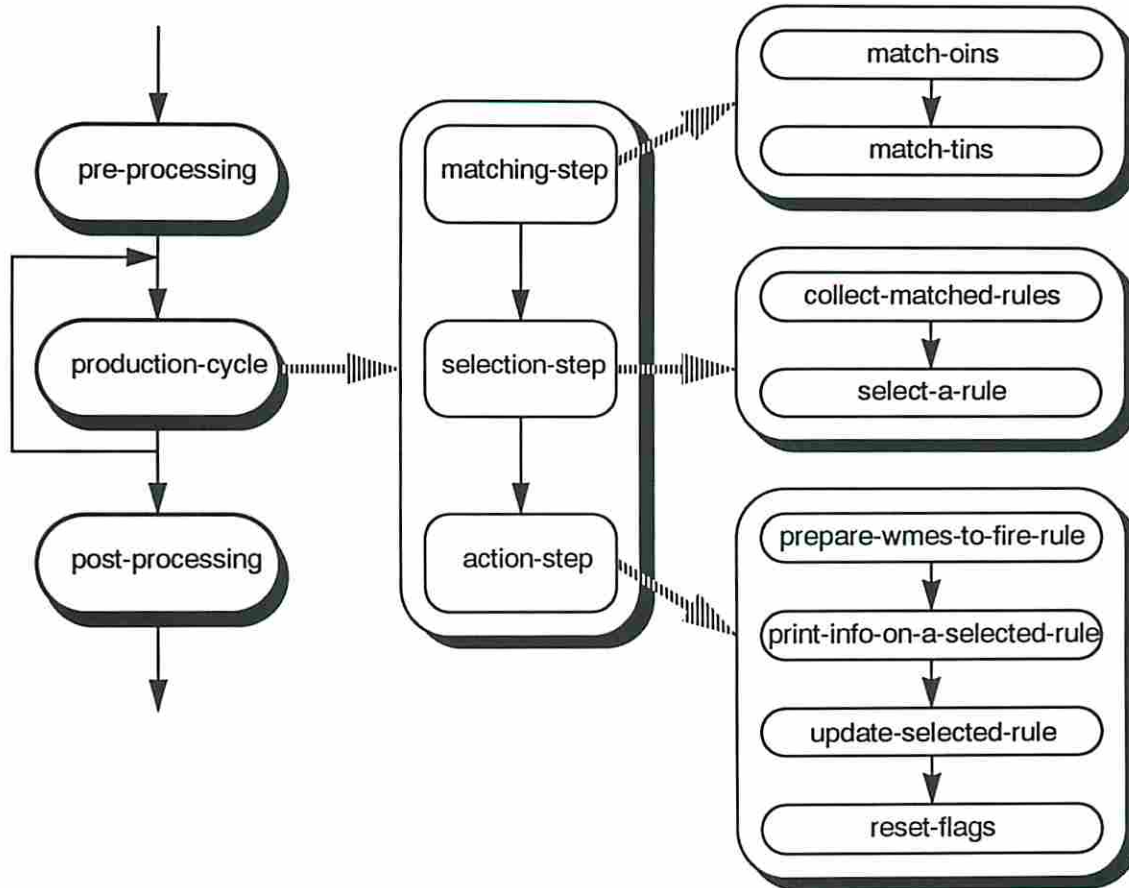 pre-processing
production-cycle
post-processing
matching-step
selection-step
action-step
match-oins
match-tins
collect-matched-rules
select-a-rule
prepare-wmes-to-fire-rule
print-info-on-a-selected-rule
update-selected-rule
reset-flags